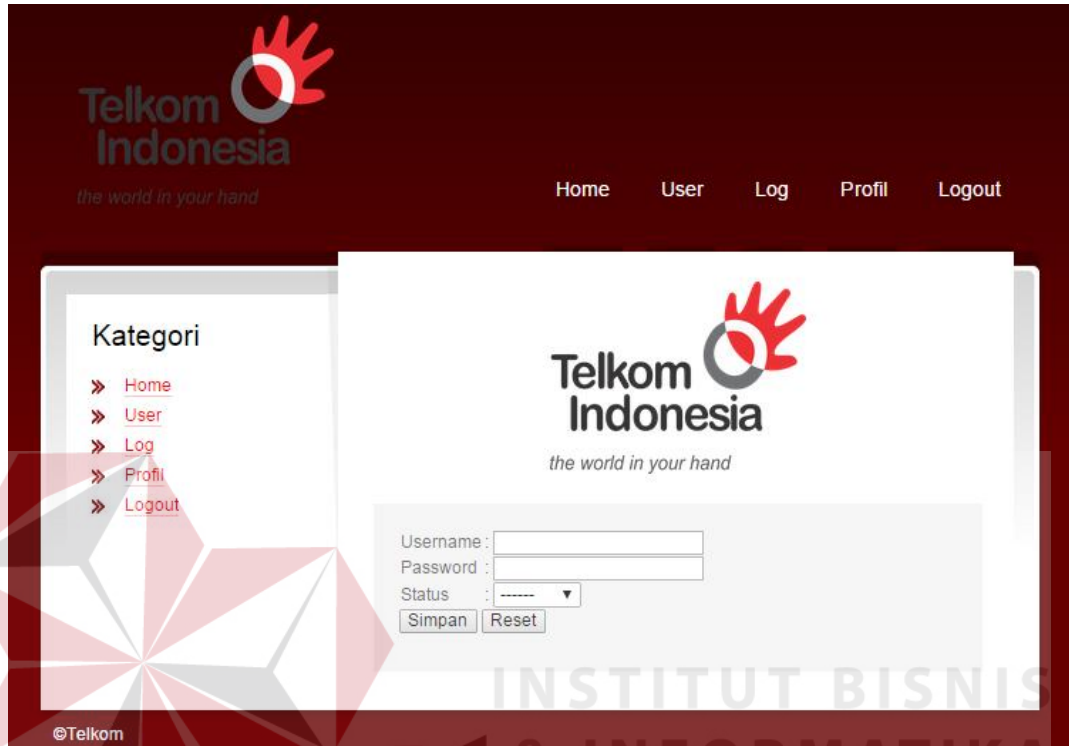 Telkom
Indonesia
the world in your hand
Home User Log Profil Logout
Kategori
Home
User
Log
Profil
Logout
Telkom
Indonesia
the world in your hand
Username :
Password :
Status : ------
Simpan Reset
INSTITUT BISNIS
& INFORMATIKA
©Telkom